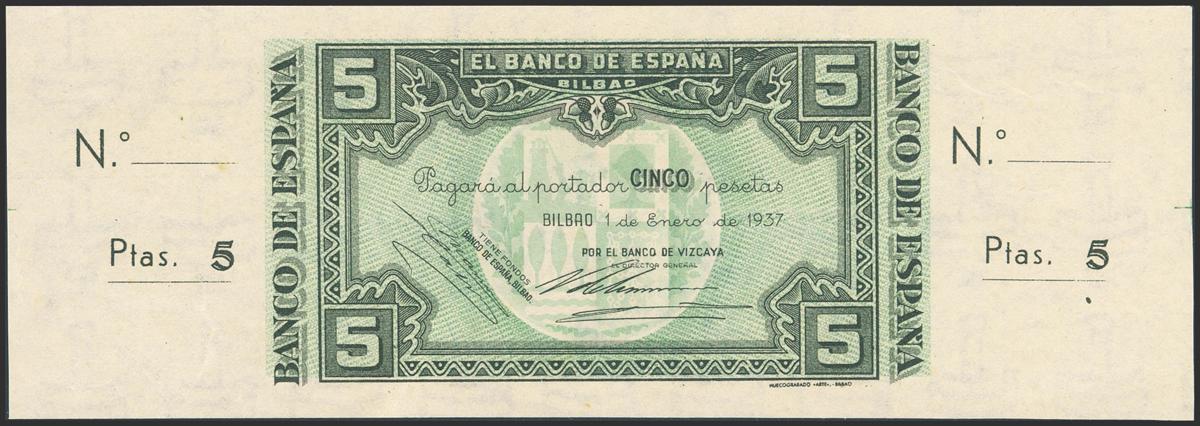 N.º
Ptas. 5
BANCO DE ESPAÑA
5
EL BANCO DE ESPAÑA
BILBAO
5
Pagará al portador CINCO pesetas
BILBAO 1 de Enero de 1937
TIENE FONDOS
BANCO DE ESPAÑA, BILBAO.
POR EL BANCO DE VIZCAYA
EL DIRECTOR GENERAL
5
5
HUECOGRABADO «ARTE».-BILBAO
BANCO DE ESPAÑA
N.º
Ptas. 5